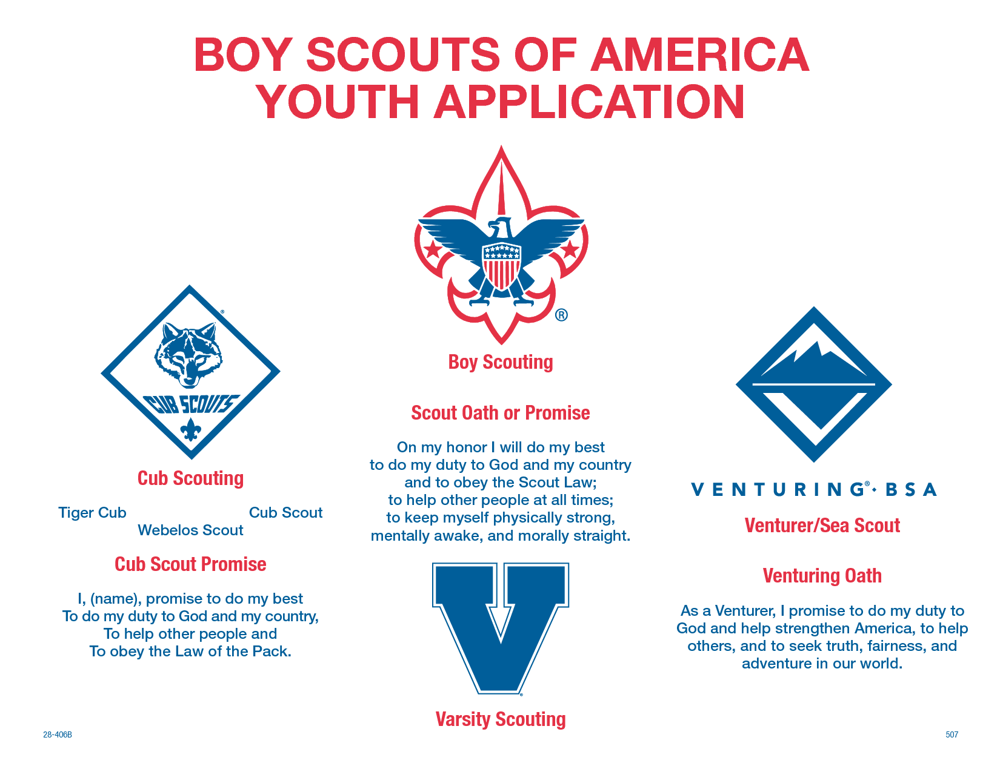 BOY SCOUTS OF AMERICA
YOUTH APPLICATION
®
Boy Scouting
Scout Oath or Promise
On my honor I will do my best
to do my duty to God and my country
and to obey the Scout Law;
to help other people at all times;
to keep myself physically strong,
mentally awake, and morally straight.
V
®
Varsity Scouting
®
CUB SCOUTS
Cub Scouting
Tiger Cub Cub Scout
Webelos Scout
Cub Scout Promise
I, (name), promise to do my best
To do my duty to God and my country,
To help other people and
To obey the Law of the Pack.
VENTURING® BSA
Venturer/Sea Scout
Venturing Oath
As a Venturer, I promise to do my duty to
God and help strengthen America, to help
others, and to seek truth, fairness, and
adventure in our world.
28-406B
507